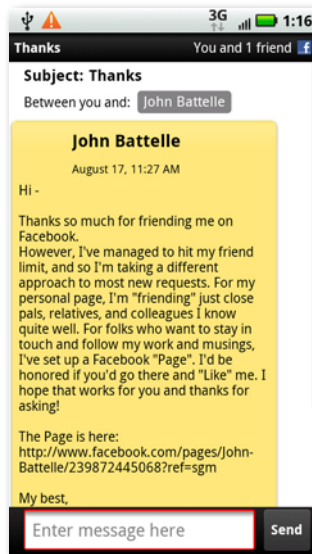 3G
1:16
Thanks
You and 1 friend
Subject: Thanks
Between you and: John Battelle
John Battelle
August 17, 11:27 AM
Hi -
Thanks so much for friending me on
Facebook.
However, I've managed to hit my friend
limit, and so I'm taking a different
approach to most new requests. For my
personal page, I'm "friending" just close
pals, relatives, and colleagues I know
quite well. For folks who want to stay in
touch and follow my work and musings,
I've set up a Facebook "Page". I'd be
honored if you'd go there and "Like" me. I
hope that works for you and thanks for
asking!
The Page is here:
http://www.facebook.com/pages/John-
Battelle/239872445068?ref=sgm
My best,
Enter message here
Send